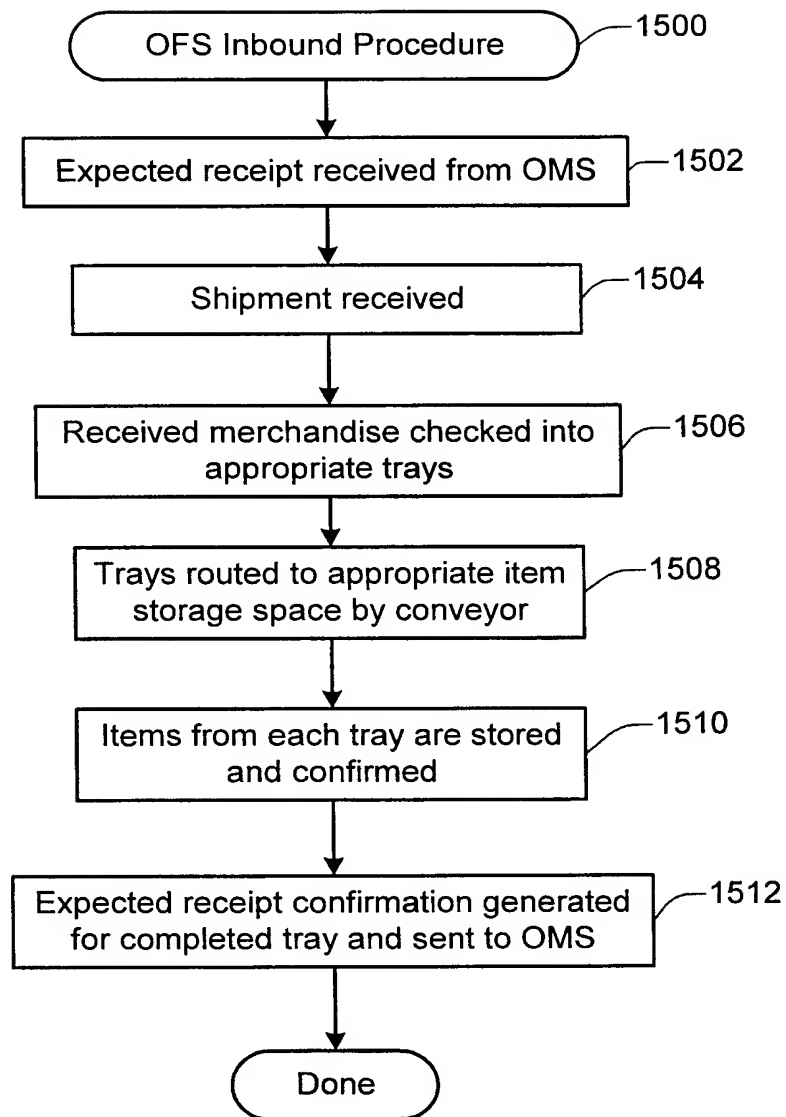 OFS Inbound Procedure
1500
Expected receipt received from OMS
1502
Shipment received
1504
Received merchandise checked into
appropriate trays
1506
Trays routed to appropriate item
storage space by conveyor
1508
Items from each tray are stored
and confirmed
1510
Expected receipt confirmation generated
for completed tray and sent to OMS
1512
Done